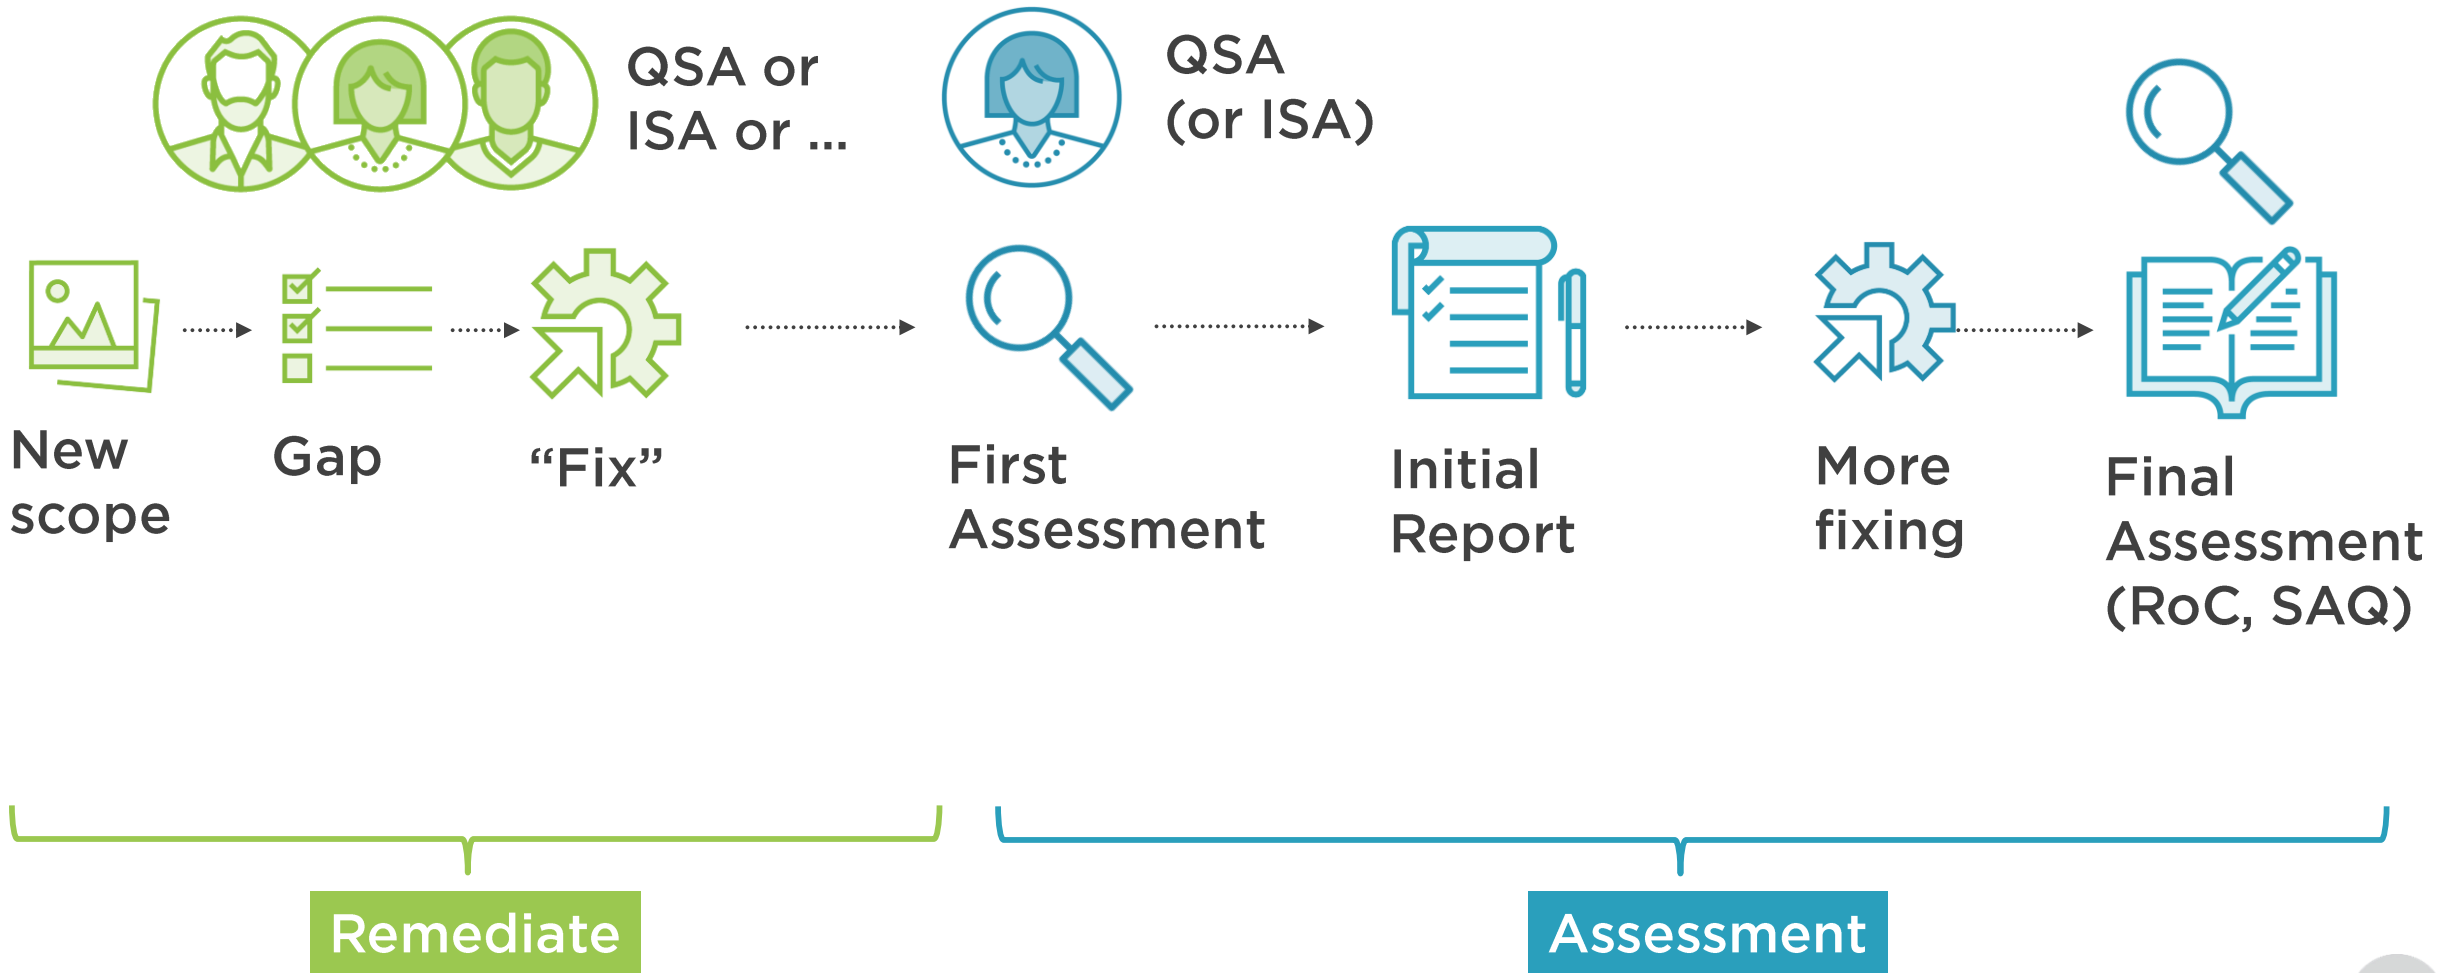 QSA or
ISA or ...
QSA
(or ISA)
New
scope
Gap
“Fix”
First
Assessment
Initial
Report
More
fixing
Final
Assessment
(RoC, SAQ)
Remediate
Assessment